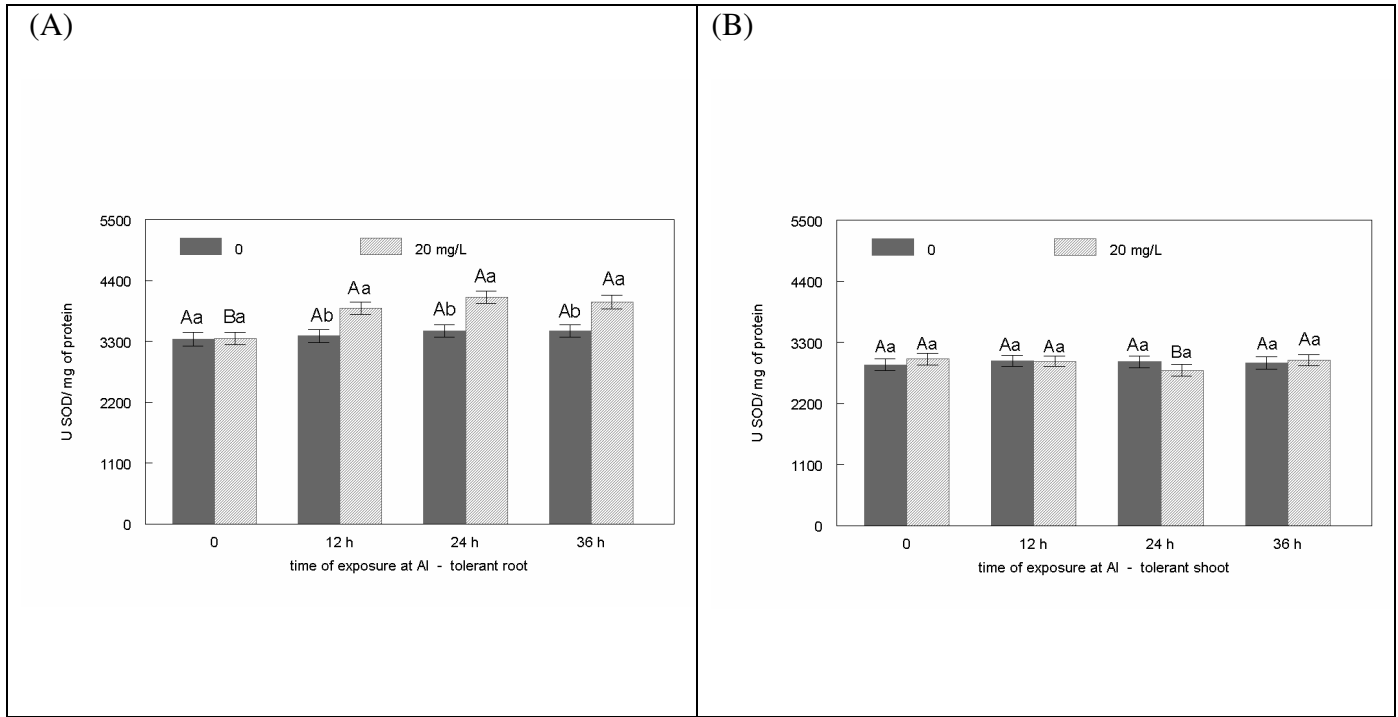 (A)
5500
4400
3300
2200
1100
0
U SOD/ mg of protein
0
20 mg/L
Aa
Ba
Ab
Aa
Ab
Aa
Ab
Aa
0
12 h
24 h
36 h
time of exposure at Al - tolerant root
(B)
5500
4400
3300
2200
1100
0
U SOD/ mg of protein
0
20 mg/L
Aa
Aa
Aa
Aa
Aa
Ba
Aa
Aa
0
12 h
24 h
36 h
time of exposure at Al - tolerant shoot